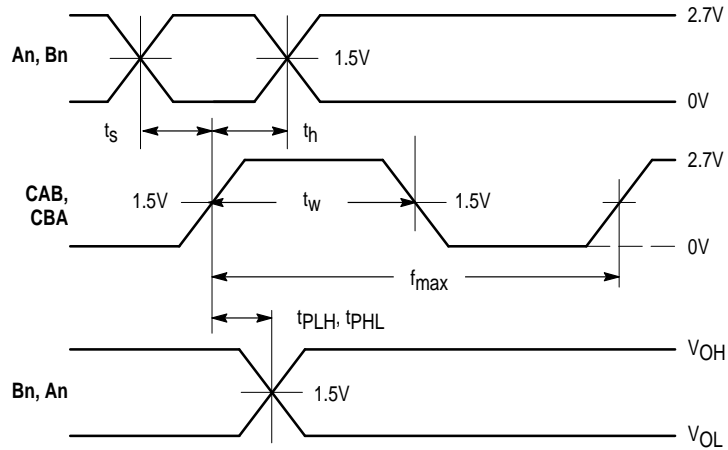 2.7V
An, Bn
1.5V
0V
ts
th
2.7V
CAB,
CBA
1.5V
tw
1.5V
0V
fmax
tPLH, tPHL
VOH
Bn, An
1.5V
VOL